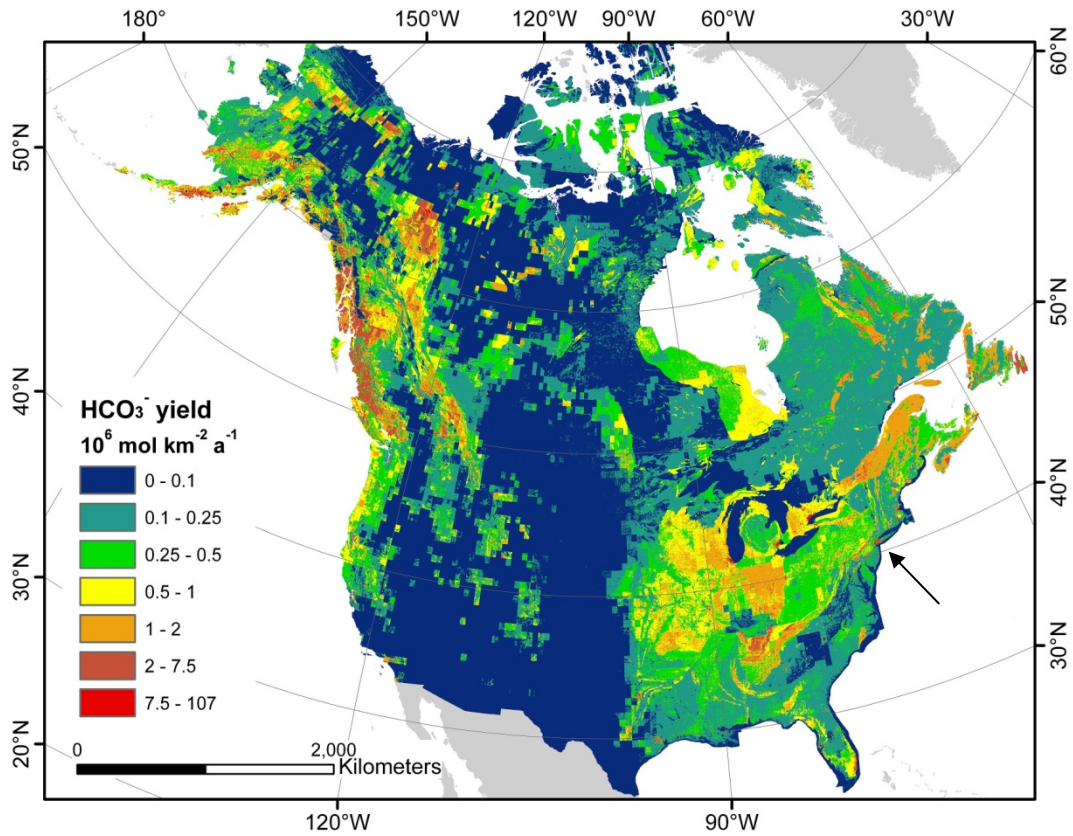 180° 150°W 120°W 90°W 60°W 30°W
60°N
50°N
50°N
40°N
40°N
30°N
30°N
20°N
HCO₃⁻ yield
10⁶ mol km⁻² a⁻¹
0 - 0.1
0.1 - 0.25
0.25 - 0.5
0.5 - 1
1 - 2
2 - 7.5
7.5 - 107
0 2,000
Kilometers
120°W 90°W